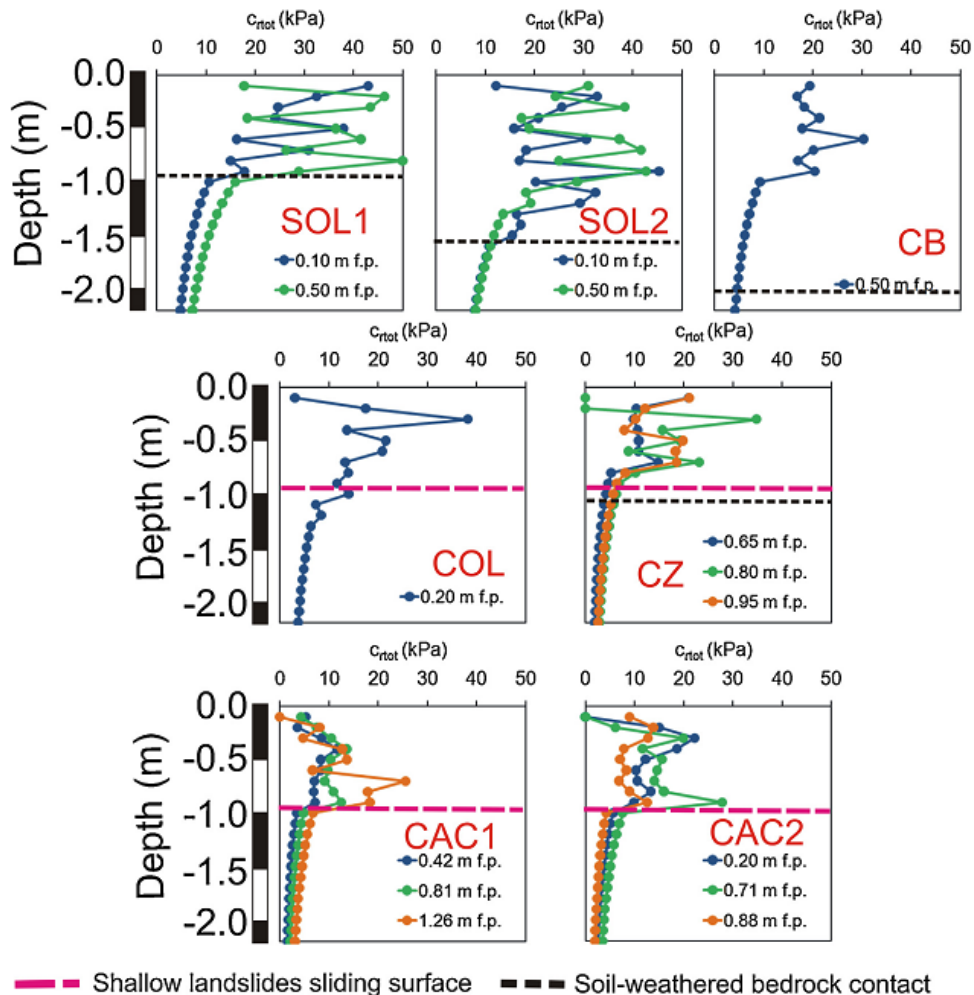 c_rtot (kPa) c_rtot (kPa) c_rtot (kPa)
0 10 20 30 40 50 0 10 20 30 40 50 0 10 20 30 40 50
Depth (m)
0.0
-0.5
-1.0
-1.5
-2.0
SOL1
0.10 m f.p.
0.50 m f.p.
SOL2
0.10 m f.p.
0.50 m f.p.
CB
0.50 m f.p.
c_rtot (kPa) c_rtot (kPa)
0 10 20 30 40 50 0 10 20 30 40 50
Depth (m)
0.0
-0.5
-1.0
-1.5
-2.0
COL
0.20 m f.p.
CZ
0.65 m f.p.
0.80 m f.p.
0.95 m f.p.
c_rtot (kPa) c_rtot (kPa)
0 10 20 30 40 50 0 10 20 30 40 50
Depth (m)
0.0
-0.5
-1.0
-1.5
-2.0
CAC1
0.42 m f.p.
0.81 m f.p.
1.26 m f.p.
CAC2
0.20 m f.p.
0.71 m f.p.
0.88 m f.p.
Shallow landslides sliding surface Soil-weathered bedrock contact